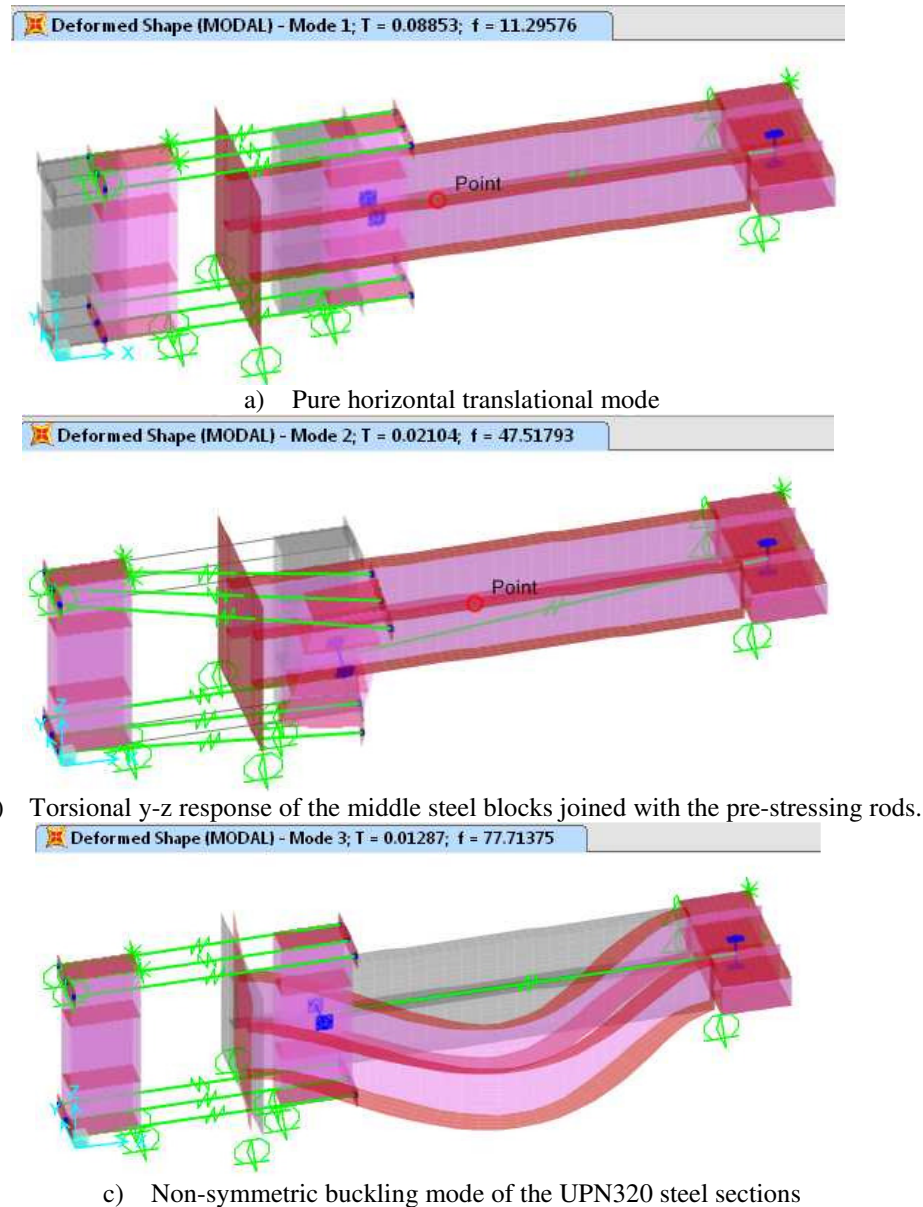 Deformed Shape (MODAL) - Mode 1; T = 0.08853; f = 11.29576
Point
Z
Y
X
a) Pure horizontal translational mode
Deformed Shape (MODAL) - Mode 2; T = 0.02104; f = 47.51793
Point
Z
) Torsional y-z response of the middle steel blocks joined with the pre-stressing rods.
Deformed Shape (MODAL) - Mode 3; T = 0.01287; f = 77.71375
Z
c) Non-symmetric buckling mode of the UPN320 steel sections